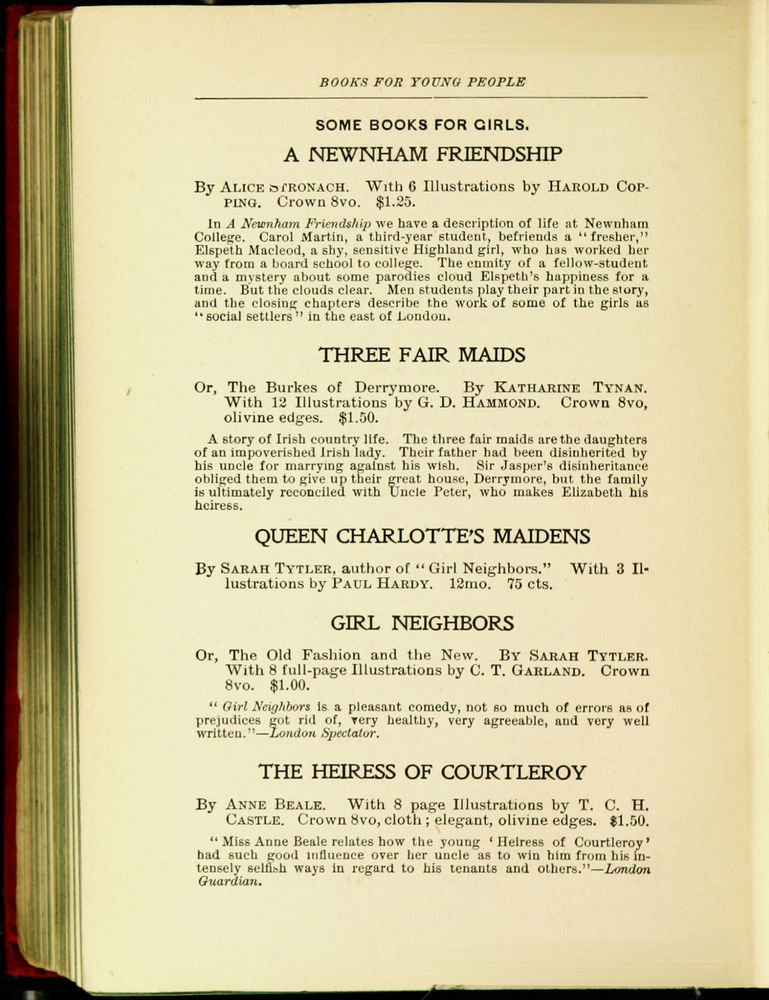 BOOKS FOR YOUNG PEOPLE
SOME BOOKS FOR GIRLS.
A NEWNHAM FRIENDSHIP
By ALICE STRONACH. With 6 Illustrations by HAROLD COP-
PING. Crown 8vo. $1.25.
In A Newnham Friendship we have a description of life at Newnham
College. Carol Martin, a third-year student, befriends a "fresher,"
Elspeth Macleod, a shy, sensitive Highland girl, who has worked her
way from a board school to college. The enmity of a fellow-student
and a mystery about some parodies cloud Elspeth's happiness for a
time. But the clouds clear. Men students play their part in the story,
and the closing chapters describe the work of some of the girls as
"social settlers" in the east of London.
THREE FAIR MAIDS
Or, The Burkes of Derrymore. By KATHARINE TYNAN.
With 12 Illustrations by G. D. HAMMOND. Crown 8vo,
olivine edges. $1.50.
A story of Irish country life. The three fair maids are the daughters
of an impoverished Irish lady. Their father had been disinherited by
his uncle for marrying against his wish. Sir Jasper's disinheritance
obliged them to give up their great house, Derrymore, but the family
is ultimately reconciled with Uncle Peter, who makes Elizabeth his
heiress.
QUEEN CHARLOTTE'S MAIDENS
By SARAH TYTLER, author of "Girl Neighbors." With 3 Il-
lustrations by PAUL HARDY. 12mo. 75 cts.
GIRL NEIGHBORS
Or, The Old Fashion and the New. BY SARAH TYTLER.
With 8 full-page Illustrations by C. T. GARLAND. Crown
8vo. $1.00.
"Girl Neighbors is a pleasant comedy, not so much of errors as of
prejudices got rid of, very healthy, very agreeable, and very well
written."—London Spectator.
THE HEIRESS OF COURTLEROY
By ANNE BEALE. With 8 page Illustrations by T. C. H.
CASTLE. Crown 8vo, cloth; elegant, olivine edges. $1.50.
"Miss Anne Beale relates how the young 'Heiress of Courtleroy'
had such good influence over her uncle as to win him from his in-
tensely selfish ways in regard to his tenants and others."—London
Guardian.